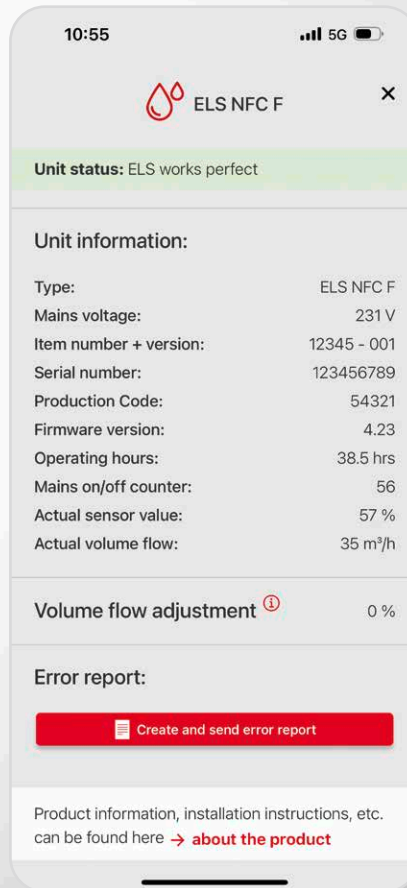 10:55 5G
ELS NFC F ×
Unit status: ELS works perfect
Unit information:
Type: ELS NFC F
Mains voltage: 231 V
Item number + version: 12345 - 001
Serial number: 123456789
Production Code: 54321
Firmware version: 4.23
Operating hours: 38.5 hrs
Mains on/off counter: 56
Actual sensor value: 57 %
Actual volume flow: 35 m³/h
Volume flow adjustment i 0 %
Error report:
Create and send error report
Product information, installation instructions, etc.
can be found here → about the product